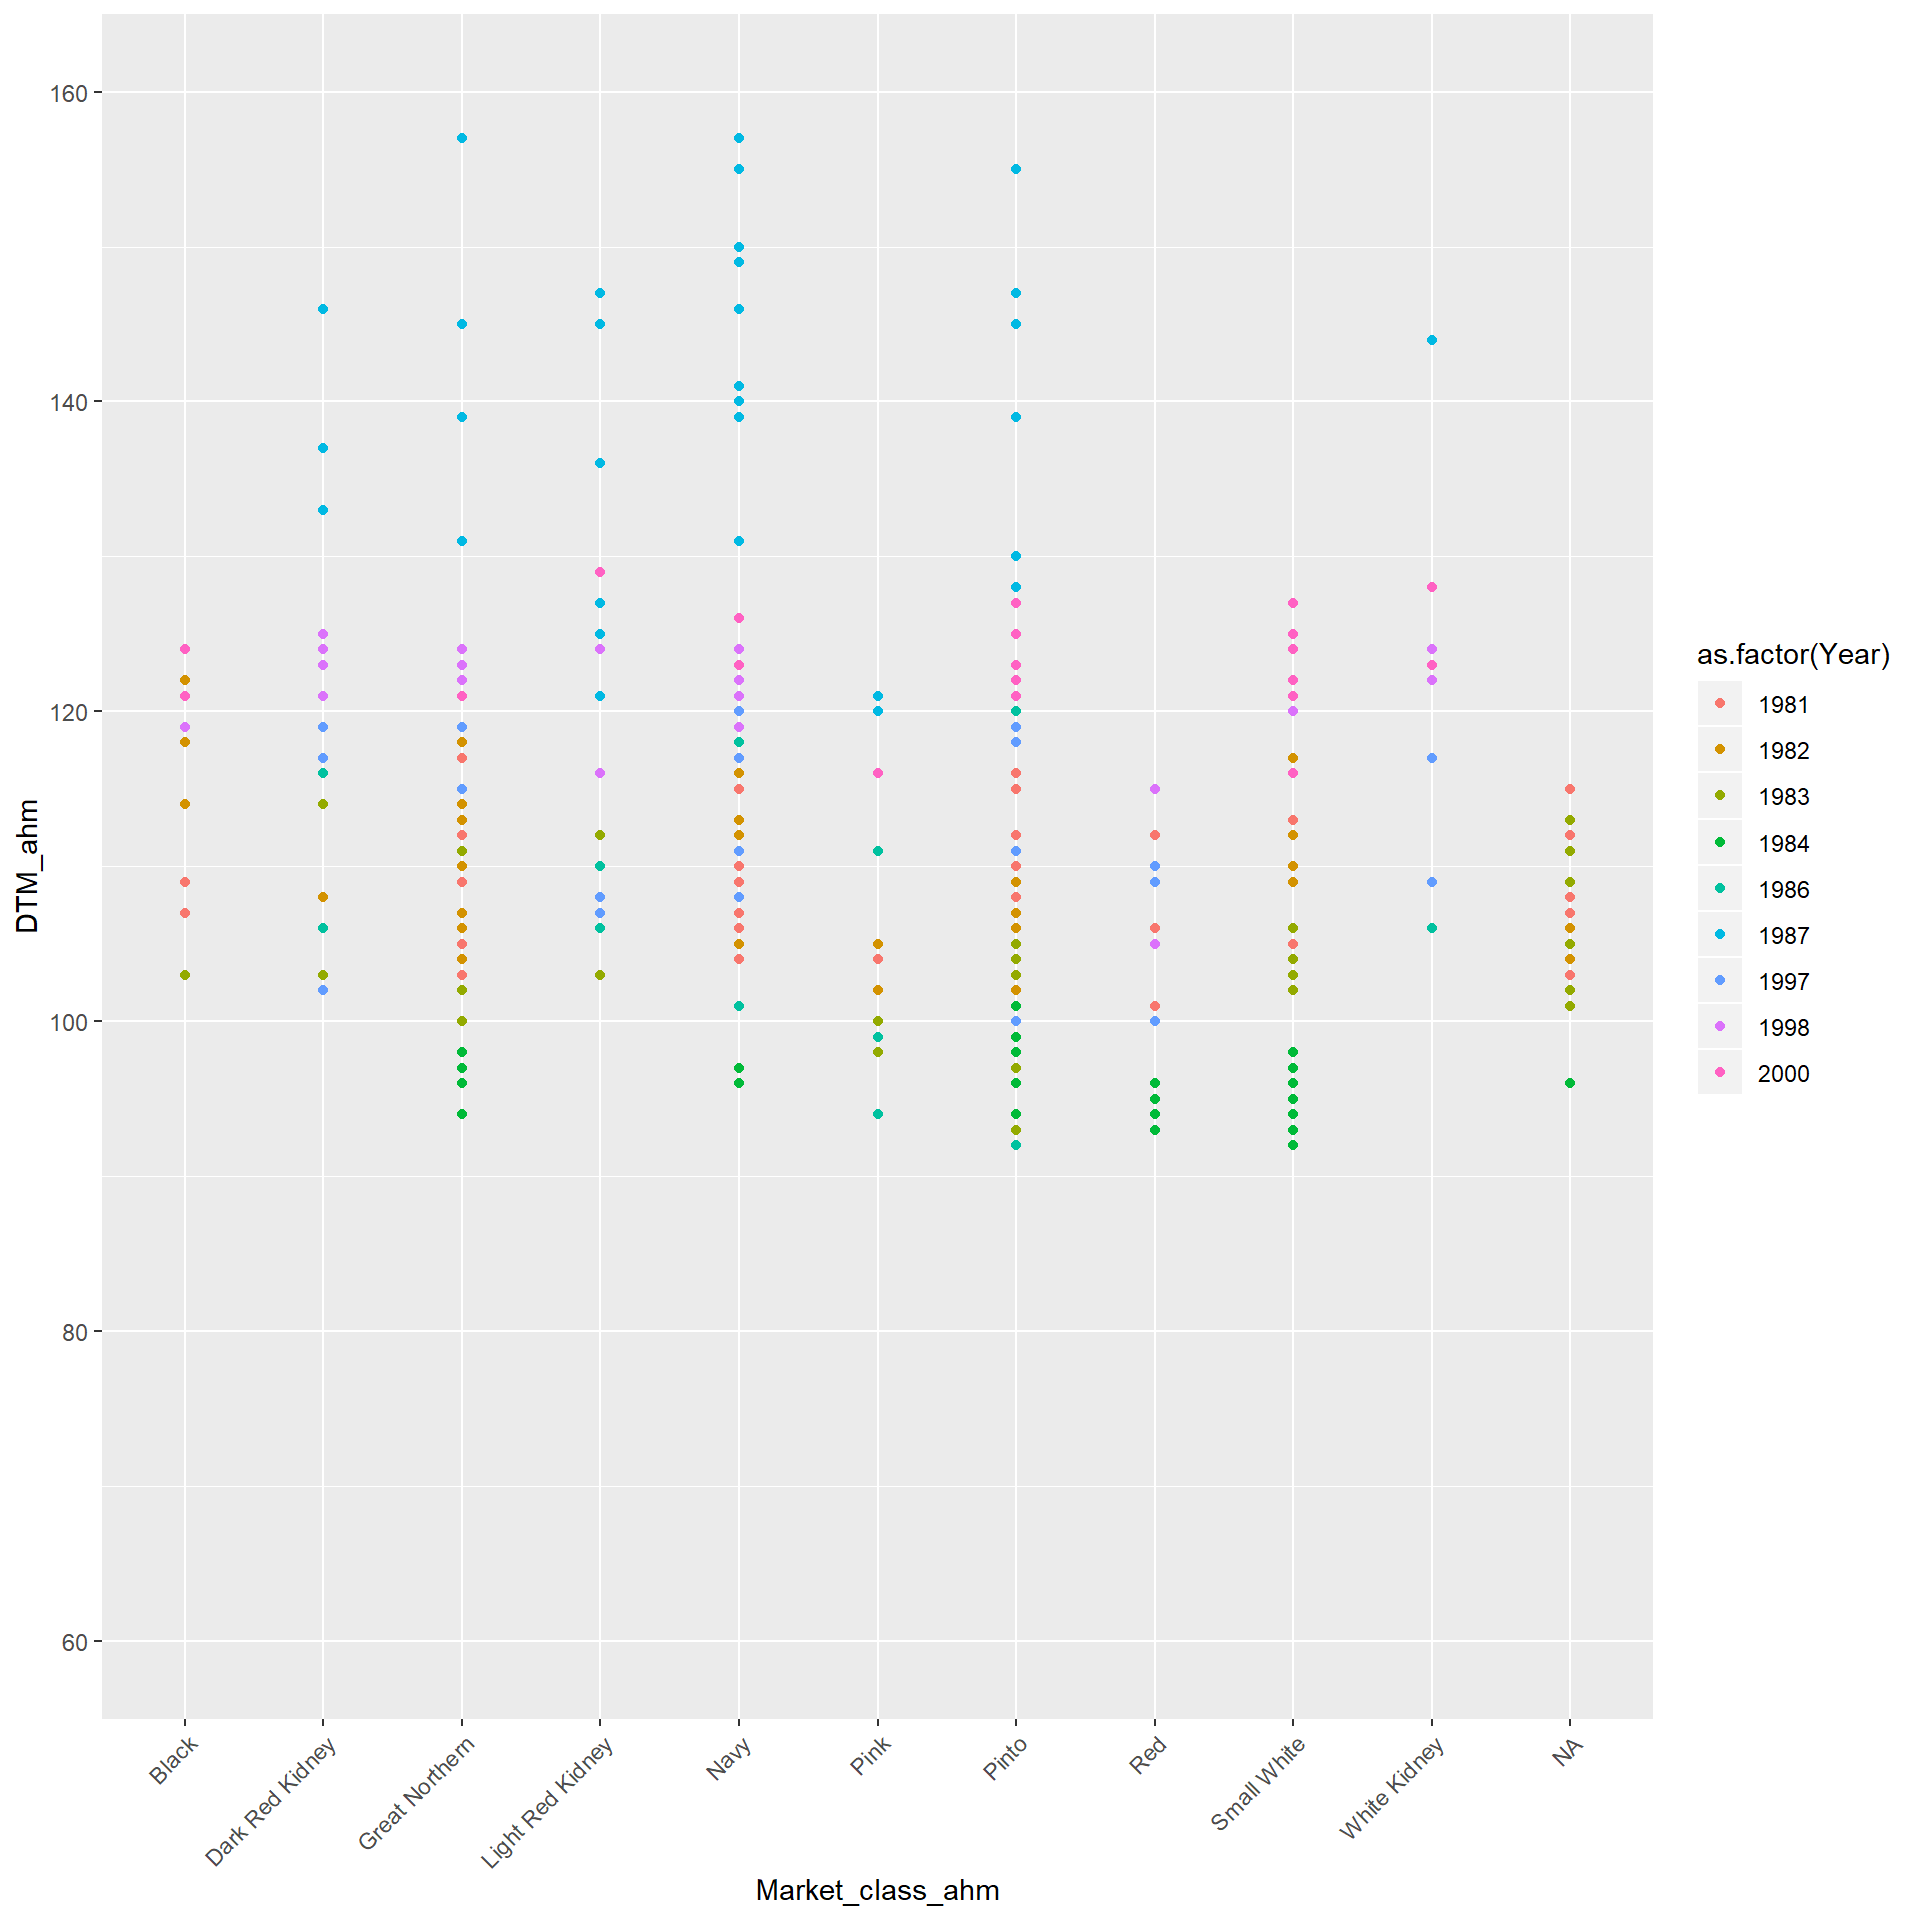 160
140
120
100
80
60
DTM_ahm
Black
Dark Red Kidney
Great Northern
Light Red Kidney
Navy
Pink
Pinto
Red
Small White
White Kidney
NA
Market_class_ahm
as.factor(Year)
1981
1982
1983
1984
1986
1987
1997
1998
2000